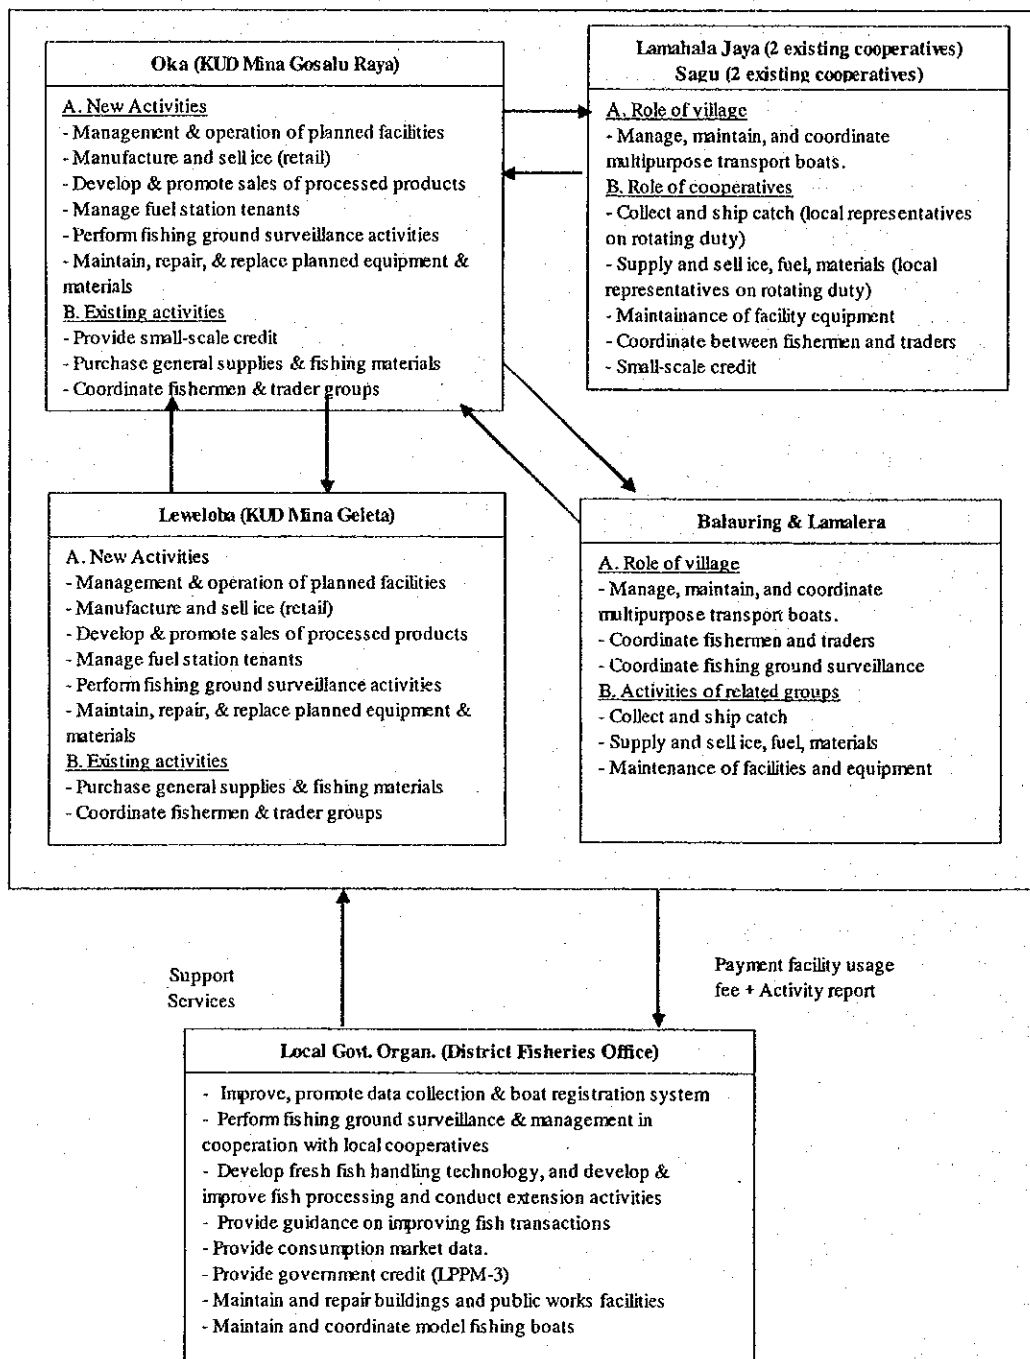 Oka (KUD Mina Gosalu Raya)
A. New Activities
- Management & operation of planned facilities
- Manufacture and sell ice (retail)
- Develop & promote sales of processed products
- Manage fuel station tenants
- Perform fishing ground surveillance activities
- Maintain, repair, & replace planned equipment &
materials
B. Existing activities
- Provide small-scale credit
- Purchase general supplies & fishing materials
- Coordinate fishermen & trader groups
Lamahala Jaya (2 existing cooperatives)
Sagu (2 existing cooperatives)
A. Role of village
- Manage, maintain, and coordinate
multipurpose transport boats.
B. Role of cooperatives
- Collect and ship catch (local representatives
on rotating duty)
- Supply and sell ice, fuel, materials (local
representatives on rotating duty)
- Maintainance of facility equipment
- Coordinate between fishermen and traders
- Small-scale credit
Leweloba (KUD Mina Geleta)
A. New Activities
- Management & operation of planned facilities
- Manufacture and sell ice (retail)
- Develop & promote sales of processed products
- Manage fuel station tenants
- Perform fishing ground surveillance activities
- Maintain, repair, & replace planned equipment &
materials
B. Existing activities
- Purchase general supplies & fishing materials
- Coordinate fishermen & trader groups
Balauring & Lamalera
A. Role of village
- Manage, maintain, and coordinate
multipurpose transport boats.
- Coordinate fishermen and traders
- Coordinate fishing ground surveillance
B. Activities of related groups
- Collect and ship catch
- Supply and sell ice, fuel, materials
- Maintenance of facilities and equipment
Support
Services
Payment facility usage
fee + Activity report
Local Govt. Organ. (District Fisheries Office)
- Improve, promote data collection & boat registration system
- Perform fishing ground surveillance & management in
cooperation with local cooperatives
- Develop fresh fish handling technology, and develop &
improve fish processing and conduct extension activities
- Provide guidance on improving fish transactions
- Provide consumption market data.
- Provide government credit (LPPM-3)
- Maintain and repair buildings and public works facilities
- Maintain and coordinate model fishing boats